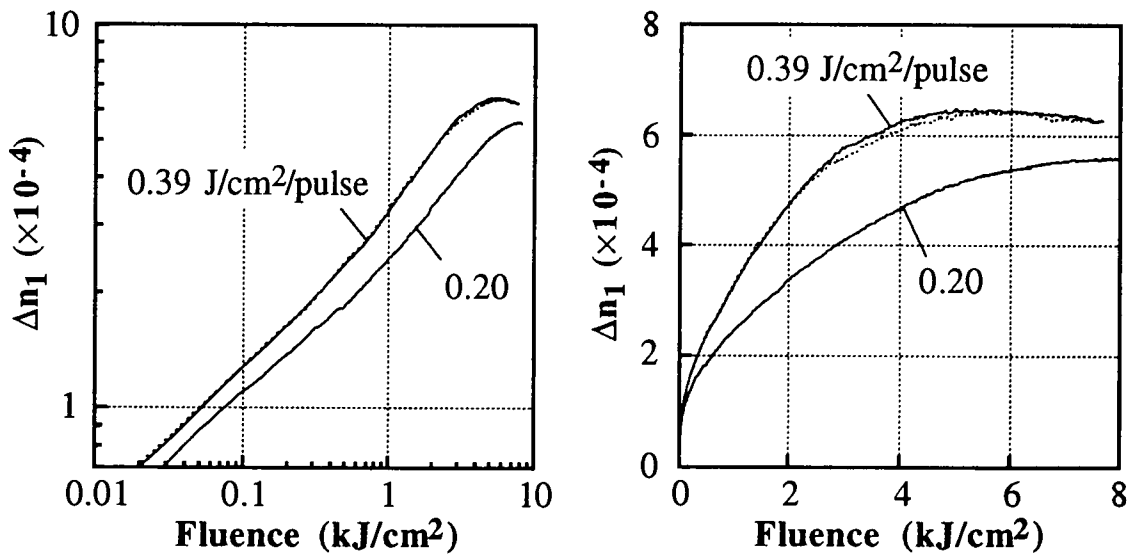 10
1
Δn₁ (×10⁻⁴)
0.39 J/cm²/pulse
0.20
0.01 0.1 1 10
Fluence (kJ/cm²)
8
6
4
2
0
Δn₁ (×10⁻⁴)
0.39 J/cm²/pulse
0.20
0 2 4 6 8
Fluence (kJ/cm²)